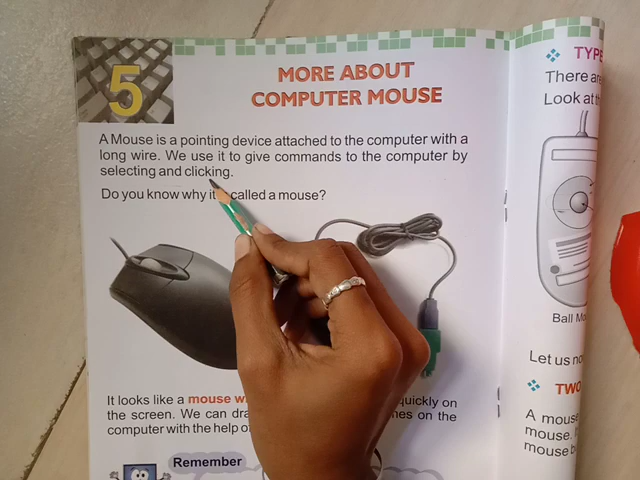 5
MORE ABOUT
COMPUTER MOUSE
A Mouse is a pointing device attached to the computer with a
long wire. We use it to give commands to the computer by
selecting and clicking.
Do you know why it called a mouse?
It looks like a mouse quickly on
the screen. We can on the
computer with the help
Remember
There are
Look at
Ball
Let us
TWO
A mouse
mouse.
mouse